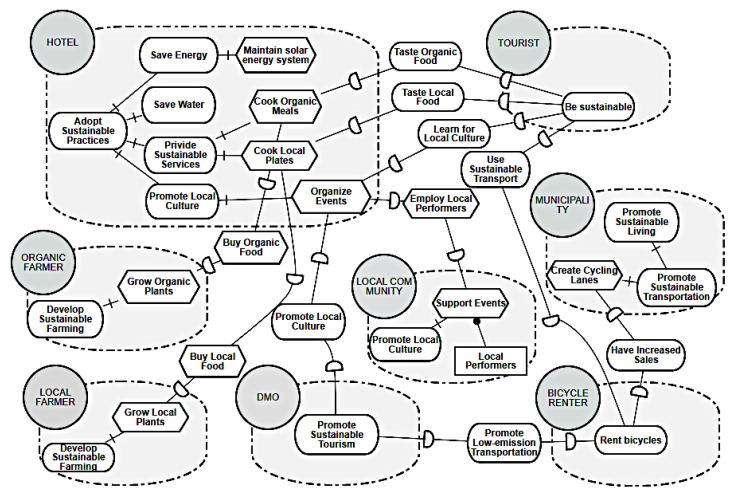 HOTEL
TOURIST
Save Energy
Maintain solar
energy system
Taste Organic
Food
Save Water
Cook Organic
Meals
Taste Local
Food
Be sustainable
Adopt
Sustainable
Practices
Privide
Sustainable
Services
Cook Local
Plates
Learn for
Local Culture
Use
Sustainable
Transport
Promote Local
Culture
Organize
Events
Employ Local
Performers
MUNICIPALI
TY
Promote
Sustainable
Living
Buy Organic
Food
ORGANIC
FARMER
Grow Organic
Plants
Develop
Sustainable
Farming
LOCAL COM
MUNITY
Create Cycling
Lanes
Promote
Sustainable
Transportation
Support Events
Promote Local
Culture
Promote Local
Culture
Local
Performers
Have Increased
Sales
Buy Local
Food
LOCAL
FARMER
Grow Local
Plants
Develop
Sustainable
Farming
DMO
Promote
Sustainable
Tourism
Promote
Low-emission
Transportation
BICYCLE
RENTER
Rent bicycles